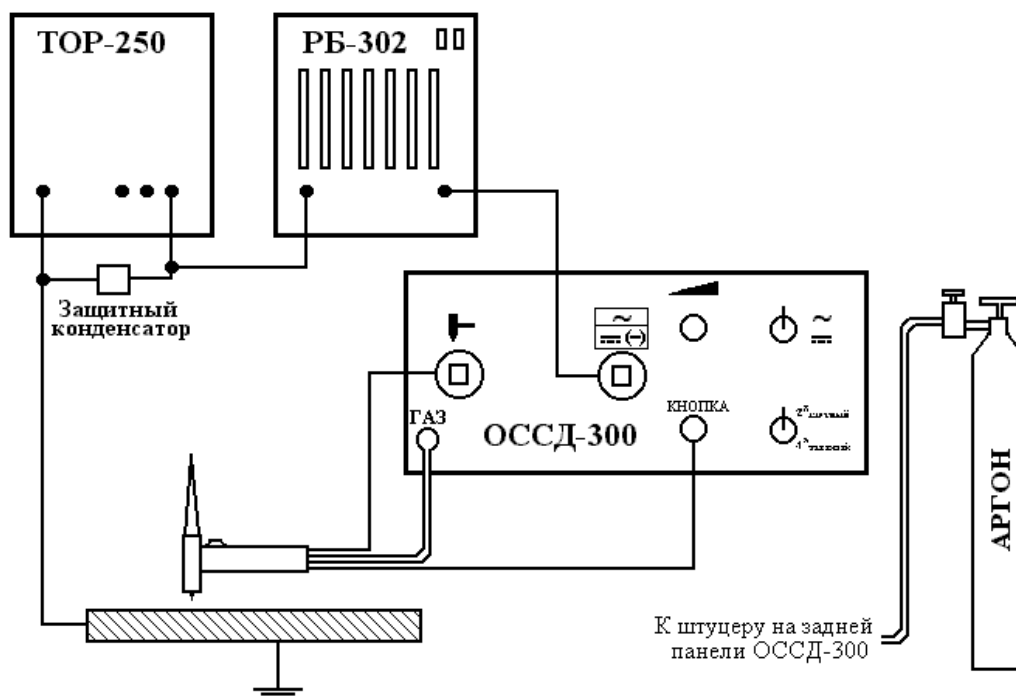 ТОР-250
РБ-302
Защитный
конденсатор
~
(-)
~
ГАЗ
КНОПКА
ОССД-300
АРГОН
К штуцеру на задней
панели ОССД-300